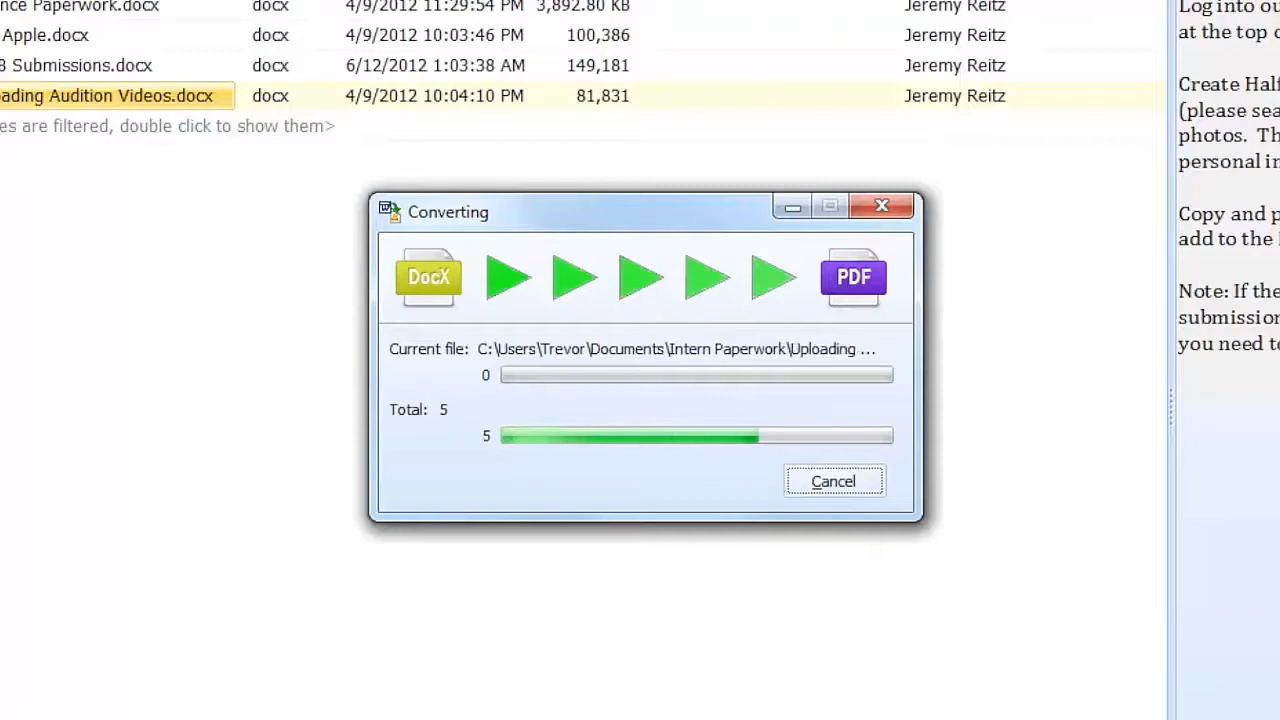 nce Paperwork.docx docx 4/9/2012 11:29:54 PM 3,892.80 KB Jeremy Reitz
Apple.docx docx 4/9/2012 10:03:46 PM 100,386 Jeremy Reitz
8 Submissions.docx docx 6/12/2012 1:03:38 AM 149,181 Jeremy Reitz
ading Audition Videos.docx docx 4/9/2012 10:04:10 PM 81,831 Jeremy Reitz
es are filtered, double click to show them>
Converting
DocX PDF
Current file: C:\Users\Trevor\Documents\Intern Paperwork\Uploading ...
0
Total: 5
5
Cancel
Log into ou
at the top o
Create Half
(please sea
photos. Th
personal in
Copy and p
add to the
Note: If the
submission
you need to